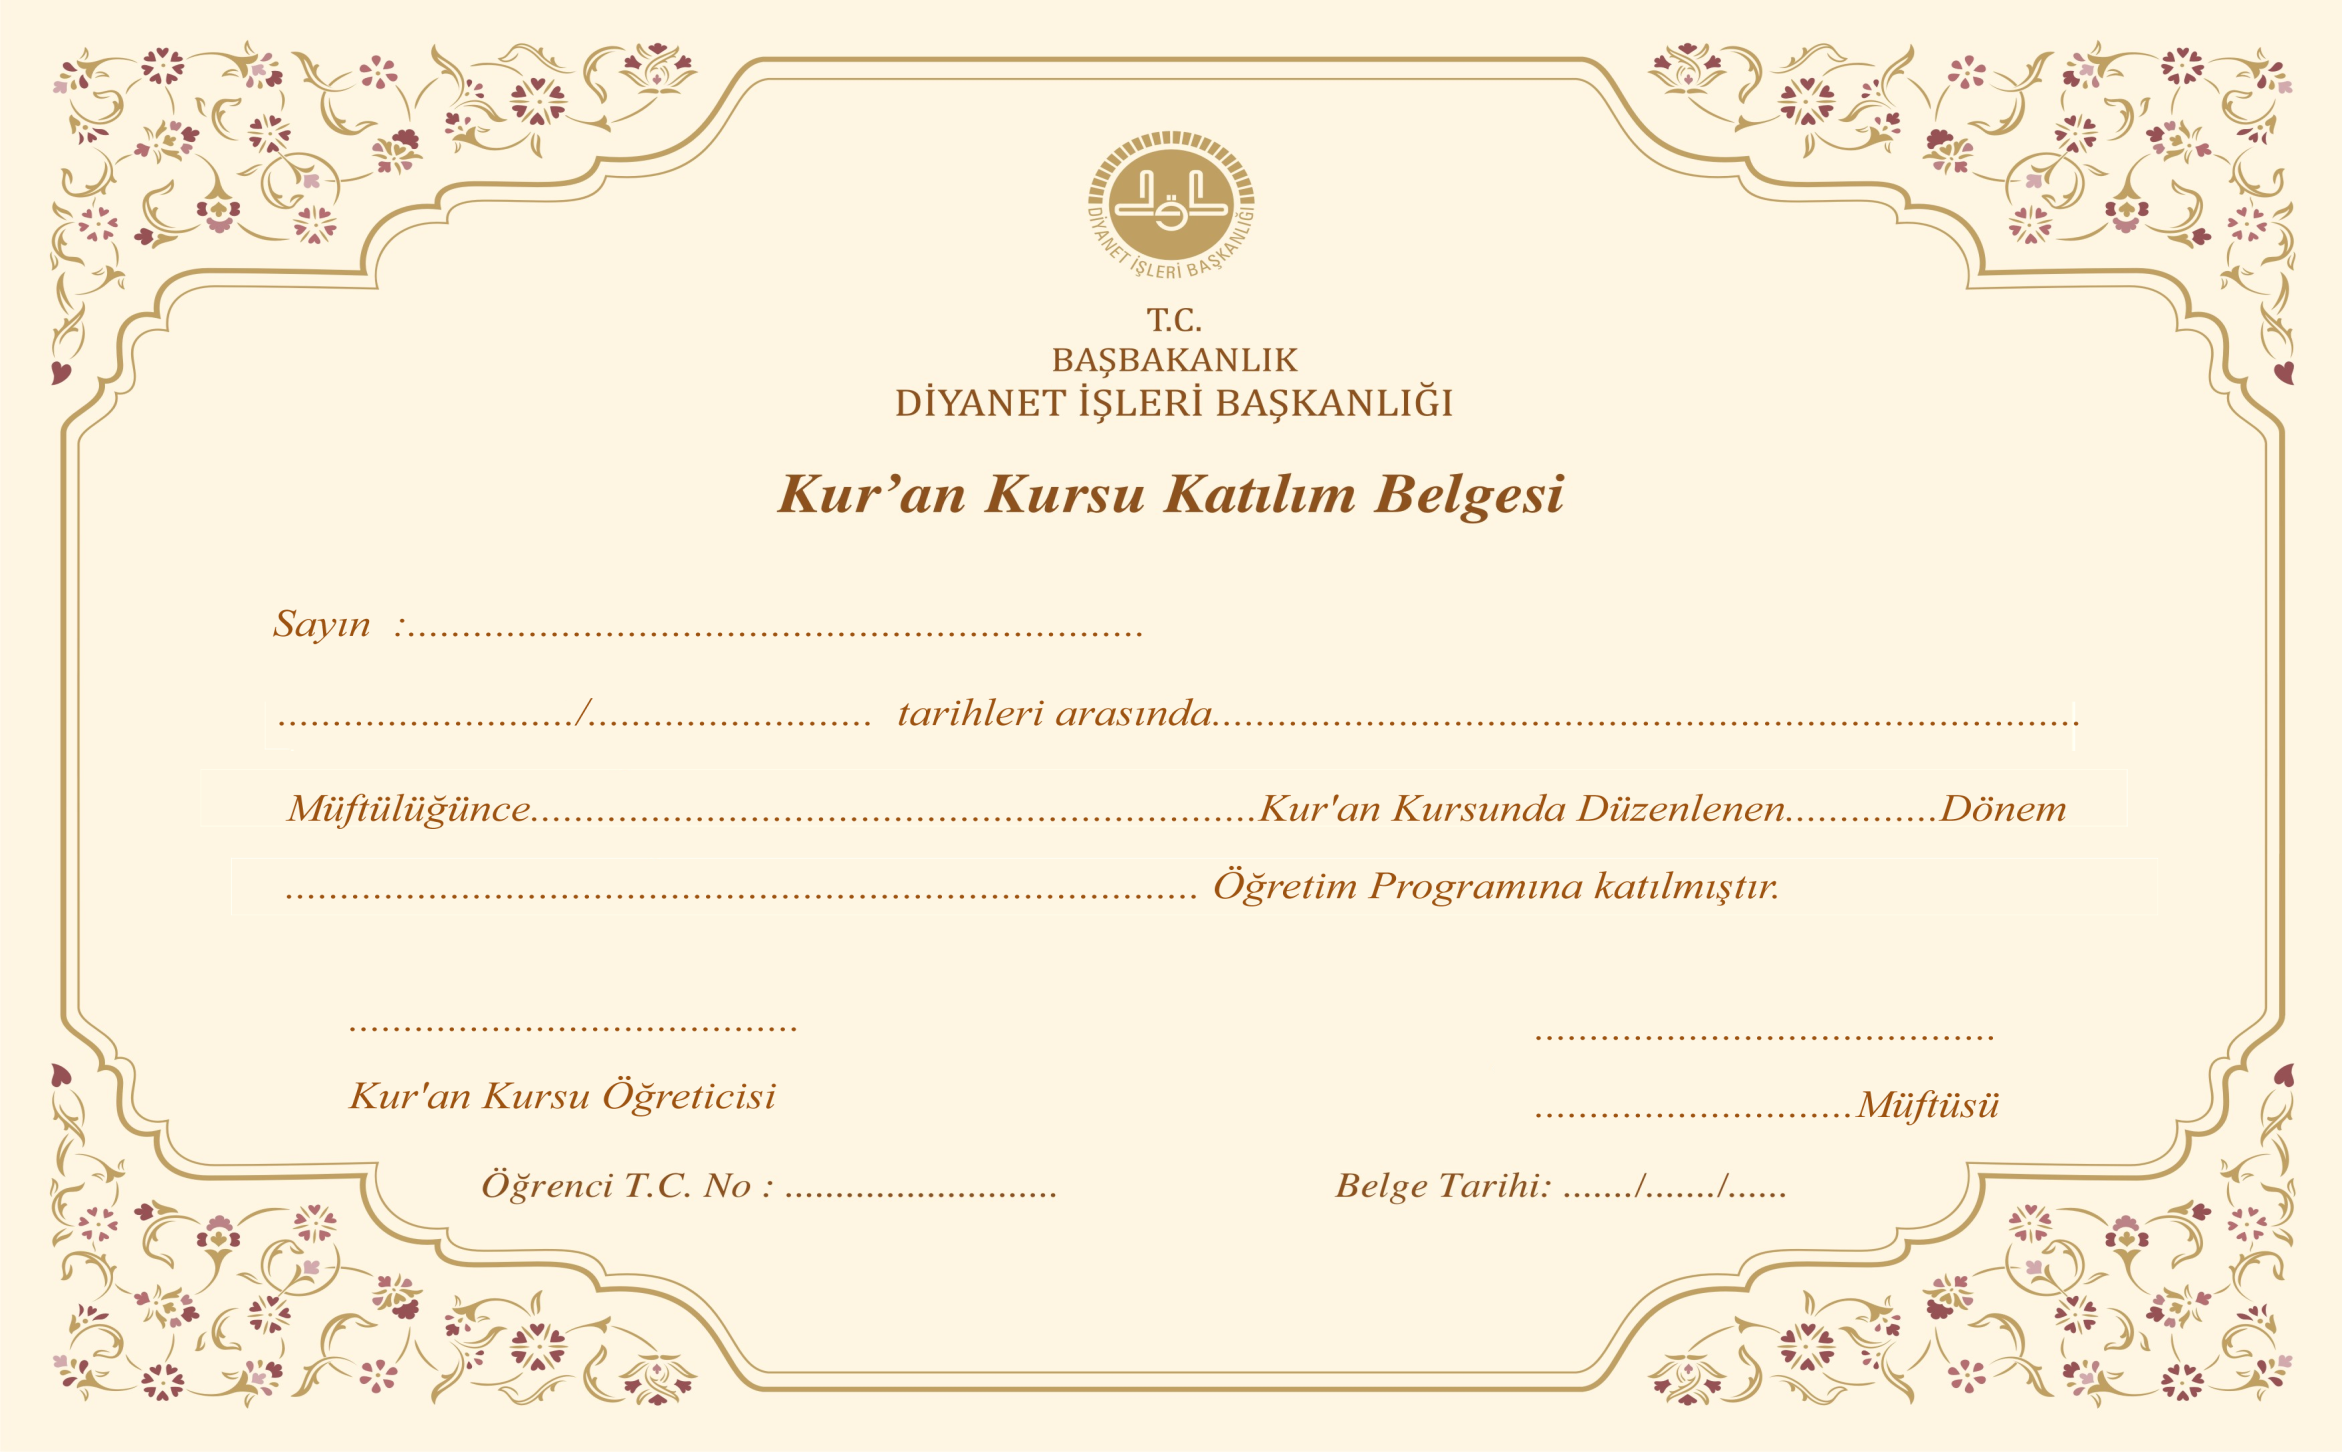 DİYANET İŞLERİ BAŞKANLIĞI
T.C.
BAŞBAKANLIK
DİYANET İŞLERİ BAŞKANLIĞI
Kur’an Kursu Katılım Belgesi
Sayın :...................................................................
.........................../.......................... tarihleri arasında...............................................................................
Müftülüğünce..................................................................Kur'an Kursunda Düzenlenen..............Dönem
................................................................................... Öğretim Programına katılmıştır.
.........................................
..........................................
Kur'an Kursu Öğreticisi
.............................Müftüsü
Öğrenci T.C. No : ........................... Belge Tarihi: ......./......./......